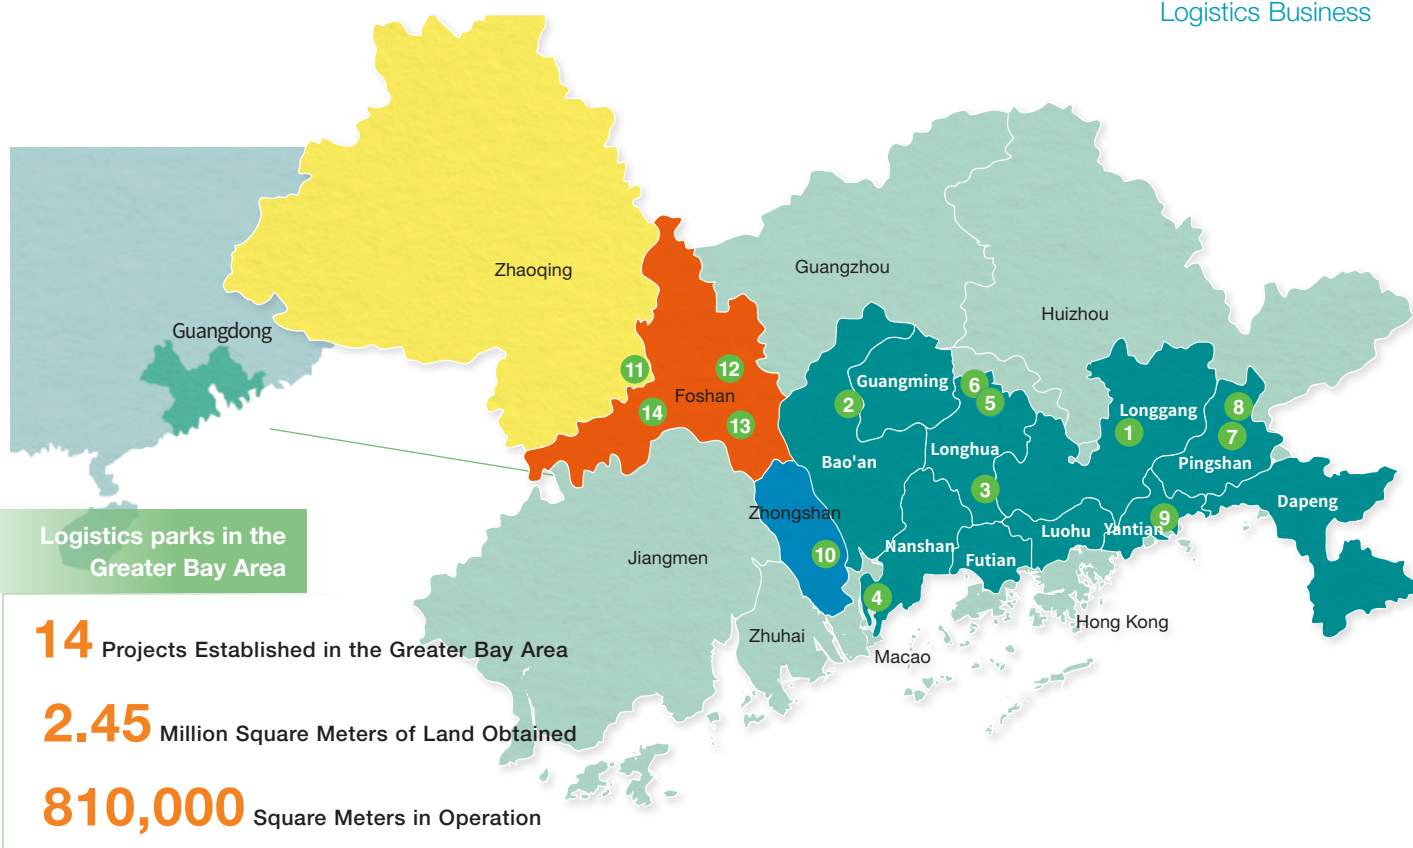 Logistics Business
Zhaoqing
Guangzhou
Huizhou
Guangdong
11
12
Foshan
14
13
Guangming
2
6
5
Longgang
1
8
7
Bao'an
Longhua
Pingshan
3
Dapeng
Zhongshan
9
Yantian
Luohu
Nanshan
Futian
10
Jiangmen
4
Zhuhai
Macao
Hong Kong
Logistics parks in the
Greater Bay Area
14 Projects Established in the Greater Bay Area
2.45 Million Square Meters of Land Obtained
810,000 Square Meters in Operation